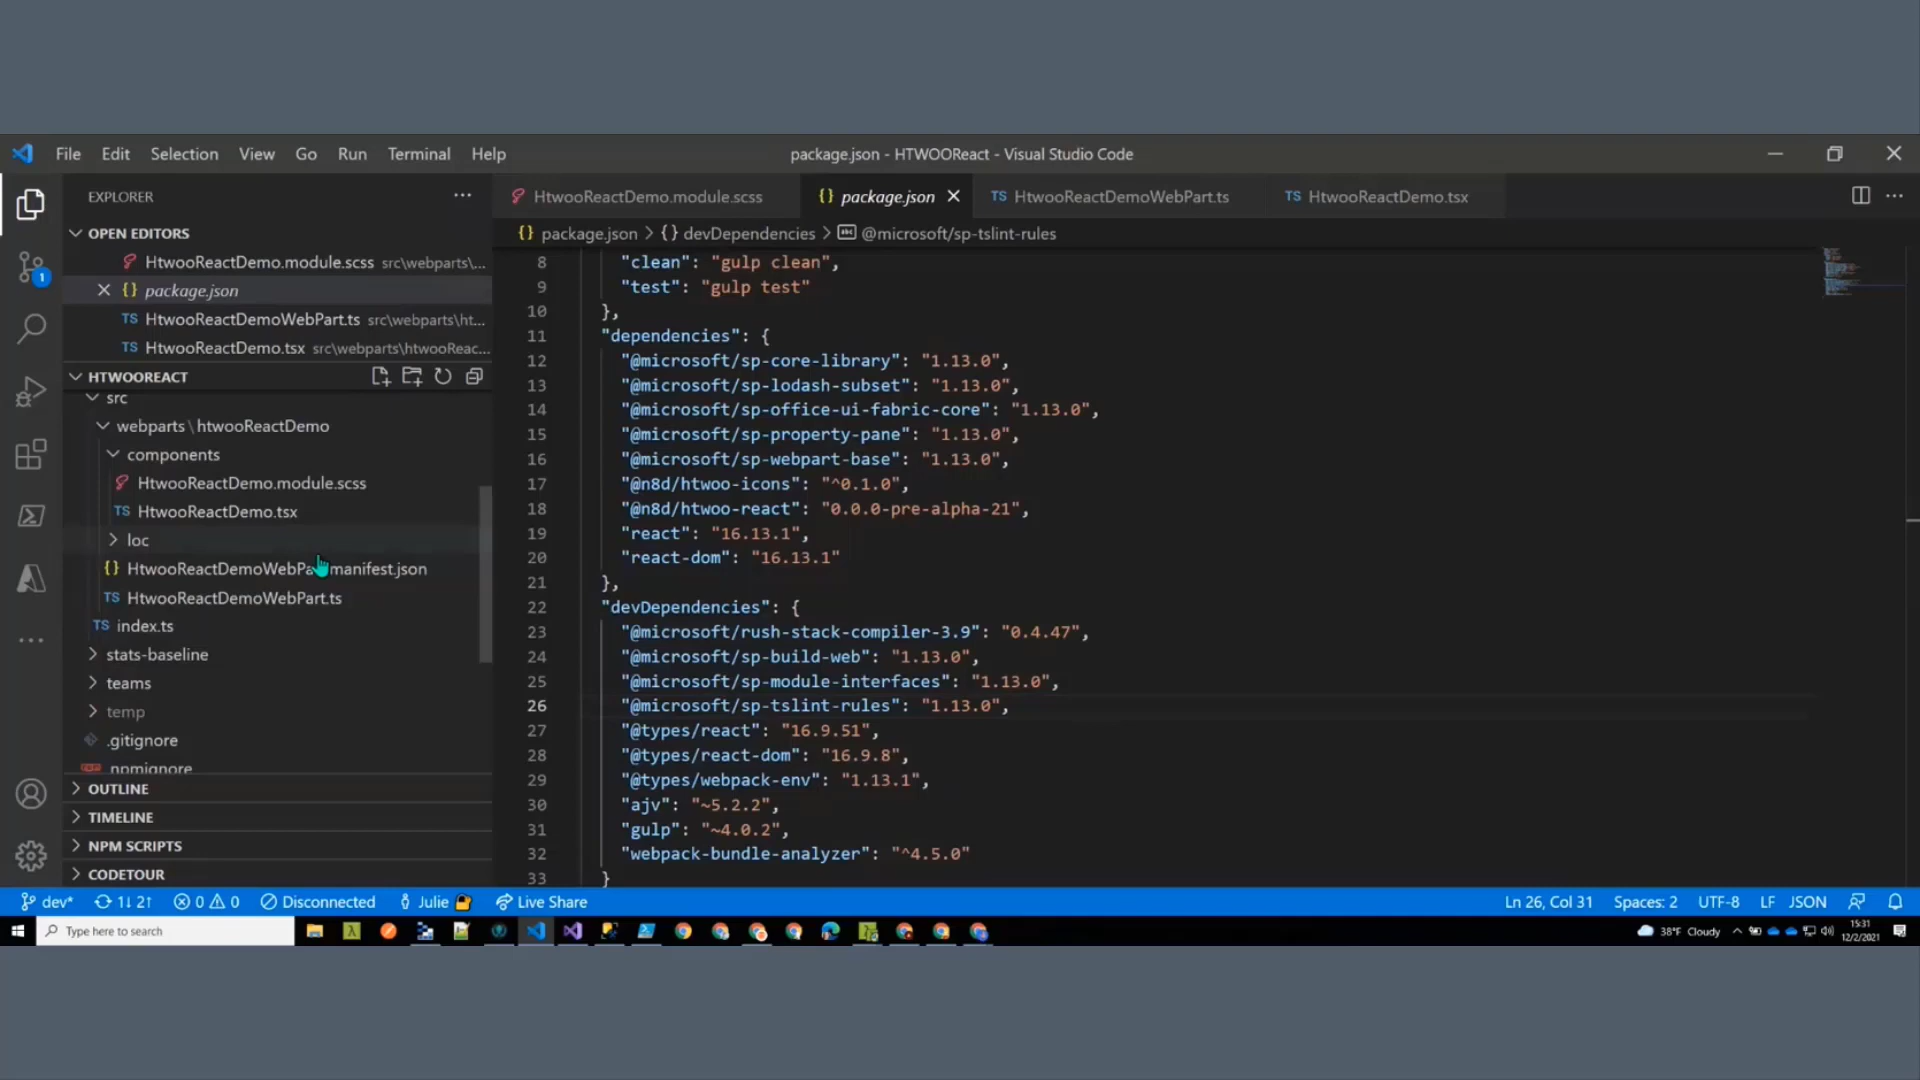 File Edit Selection View Go Run Terminal Help
package.json - HTWOOReact - Visual Studio Code
EXPLORER
OPEN EDITORS
HtwooReactDemo.module.scss src\webparts\...
package.json
HtwooReactDemoWebPart.ts src\webparts\ht...
HtwooReactDemo.tsx src\webparts\htwooReac...
HTWOOREACT
src
webparts\htwooReactDemo
components
HtwooReactDemo.module.scss
HtwooReactDemo.tsx
loc
HtwooReactDemoWebPa manifest.json
HtwooReactDemoWebPart.ts
index.ts
stats-baseline
teams
temp
.gitignore
.npmignore
OUTLINE
TIMELINE
NPM SCRIPTS
CODETOUR
HtwooReactDemo.module.scss
package.json
HtwooReactDemoWebPart.ts
HtwooReactDemo.tsx
package.json > {} devDependencies > @microsoft/sp-tslint-rules
8 "clean": "gulp clean",
9 "test": "gulp test"
10 },
11 "dependencies": {
12 "@microsoft/sp-core-library": "1.13.0",
13 "@microsoft/sp-lodash-subset": "1.13.0",
14 "@microsoft/sp-office-ui-fabric-core": "1.13.0",
15 "@microsoft/sp-property-pane": "1.13.0",
16 "@microsoft/sp-webpart-base": "1.13.0",
17 "@n8d/htwoo-icons": "^0.1.0",
18 "@n8d/htwoo-react": "0.0.0-pre-alpha-21",
19 "react": "16.13.1",
20 "react-dom": "16.13.1"
21 },
22 "devDependencies": {
23 "@microsoft/rush-stack-compiler-3.9": "0.4.47",
24 "@microsoft/sp-build-web": "1.13.0",
25 "@microsoft/sp-module-interfaces": "1.13.0",
26 "@microsoft/sp-tslint-rules": "1.13.0",
27 "@types/react": "16.9.51",
28 "@types/react-dom": "16.9.8",
29 "@types/webpack-env": "1.13.1",
30 "ajv": "~5.2.2",
31 "gulp": "~4.0.2",
32 "webpack-bundle-analyzer": "^4.5.0"
33 }
dev* 1↓ 2↑ 0 0 Disconnected Julie Live Share
Ln 26, Col 31 Spaces: 2 UTF-8 LF JSON
Type here to search
38°F Cloudy
15:31
12/2/2021